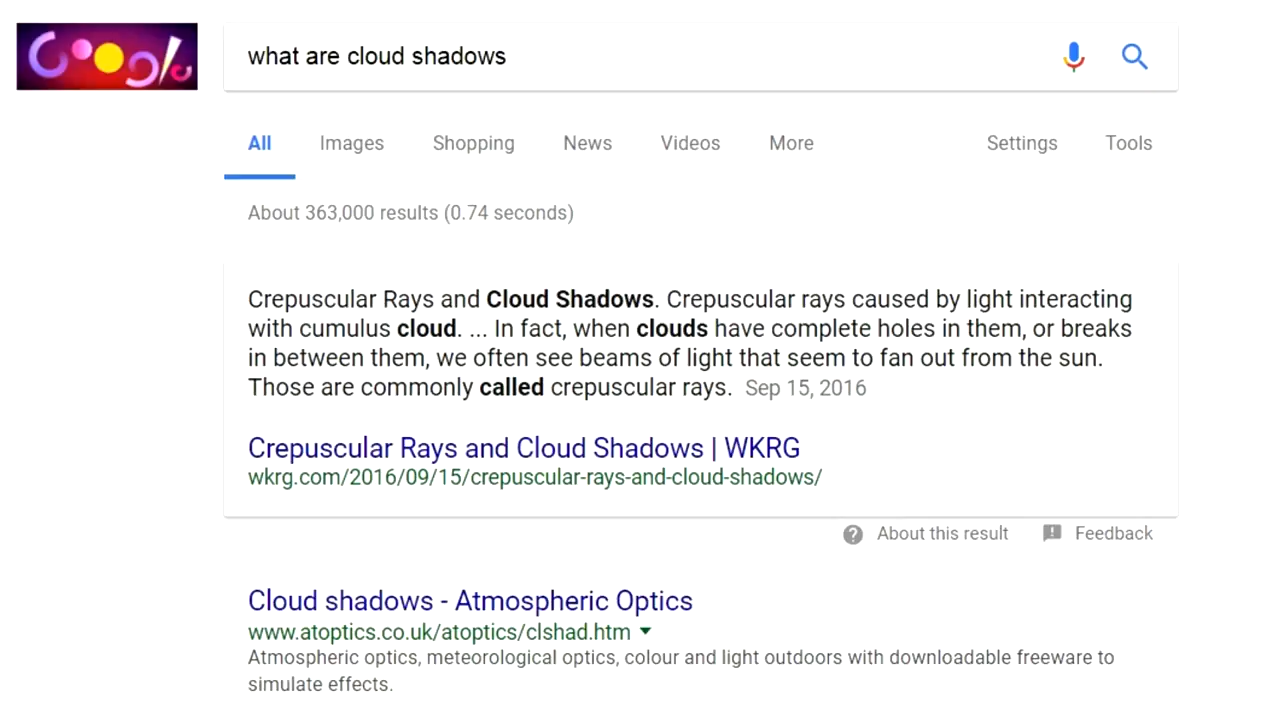 Google
what are cloud shadows
All Images Shopping News Videos More Settings Tools
About 363,000 results (0.74 seconds)
Crepuscular Rays and Cloud Shadows. Crepuscular rays caused by light interacting
with cumulus cloud. ... In fact, when clouds have complete holes in them, or breaks
in between them, we often see beams of light that seem to fan out from the sun.
Those are commonly called crepuscular rays. Sep 15, 2016
Crepuscular Rays and Cloud Shadows | WKRG
wkrg.com/2016/09/15/crepuscular-rays-and-cloud-shadows/
About this result Feedback
Cloud shadows - Atmospheric Optics
www.atoptics.co.uk/atoptics/clshad.htm
Atmospheric optics, meteorological optics, colour and light outdoors with downloadable freeware to
simulate effects.